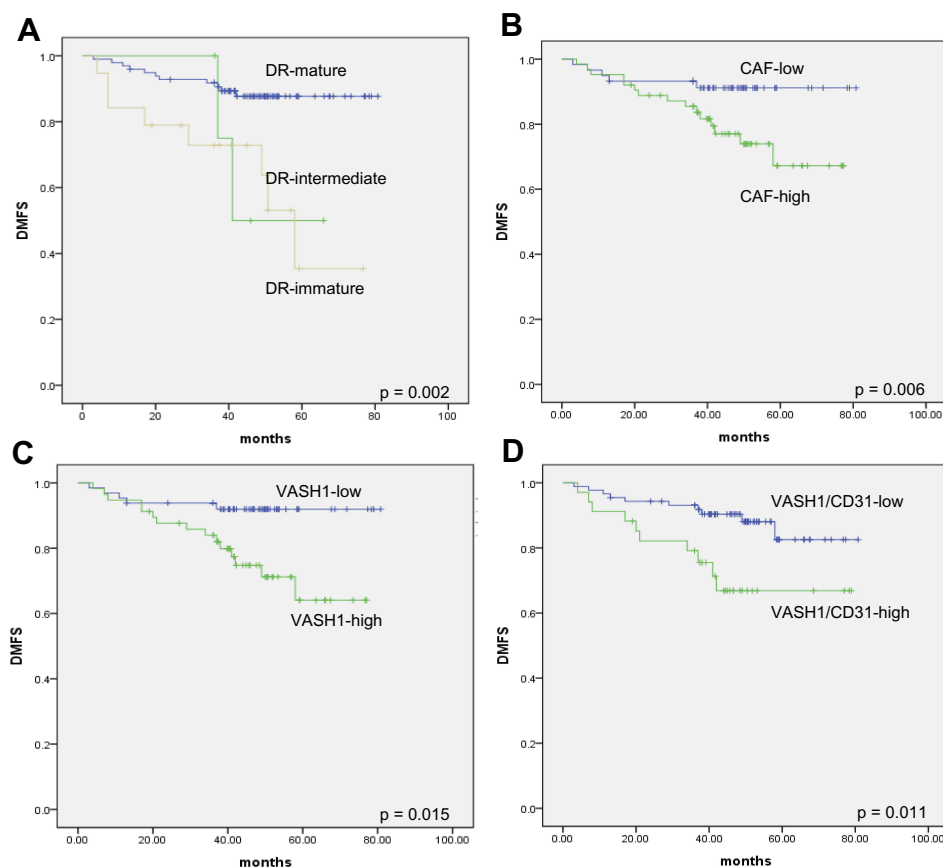 A
1.0
0.8
0.6
0.4
0.2
0.0
DMFS
DR-mature
DR-intermediate
DR-immature
p = 0.002
0 20 40 60 80 100
months
B
1.0
0.8
0.6
0.4
0.2
0.0
DMFS
CAF-low
CAF-high
p = 0.006
0.00 20.00 40.00 60.00 80.00 100.00
months
C
1.0
0.8
0.6
0.4
0.2
0.0
DMFS
VASH1-low
VASH1-high
p = 0.015
0.00 20.00 40.00 60.00 80.00 100.00
months
D
1.0
0.8
0.6
0.4
0.2
0.0
DMFS
VASH1/CD31-low
VASH1/CD31-high
p = 0.011
0.00 20.00 40.00 60.00 80.00 100.00
months